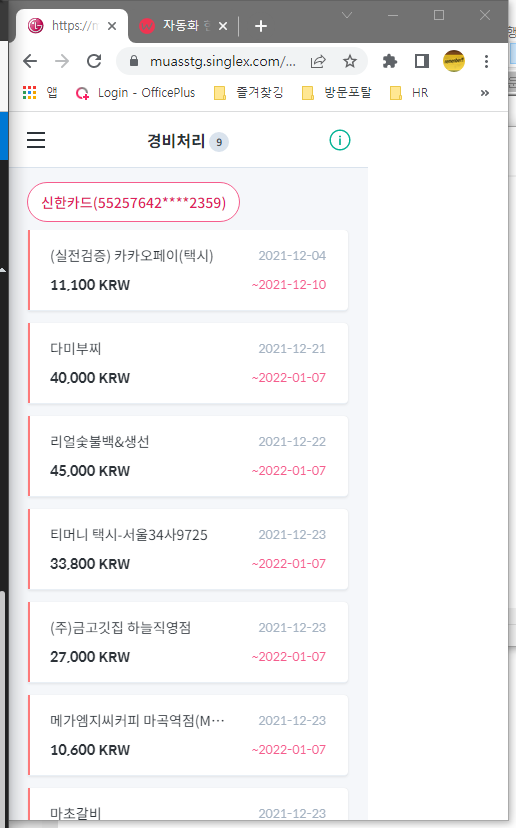 https://m
자동화
muasstg.singlex.com/...
앱
Login - OfficePlus
즐겨찾깅
방문포탈
HR
»
경비처리 9
신한카드(55257642****2359)
(실전검증) 카카오페이(택시) 2021-12-04
11,100 KRW ~2021-12-10
다미부찌 2021-12-21
40,000 KRW ~2022-01-07
리얼숯불백&생선 2021-12-22
45,000 KRW ~2022-01-07
티머니 택시-서울34사9725 2021-12-23
33,800 KRW ~2022-01-07
(주)금고깃집 하늘직영점 2021-12-23
27,000 KRW ~2022-01-07
메가엠지씨커피 마곡역점(M··· 2021-12-23
10,600 KRW ~2022-01-07
마초갈비 2021-12-23